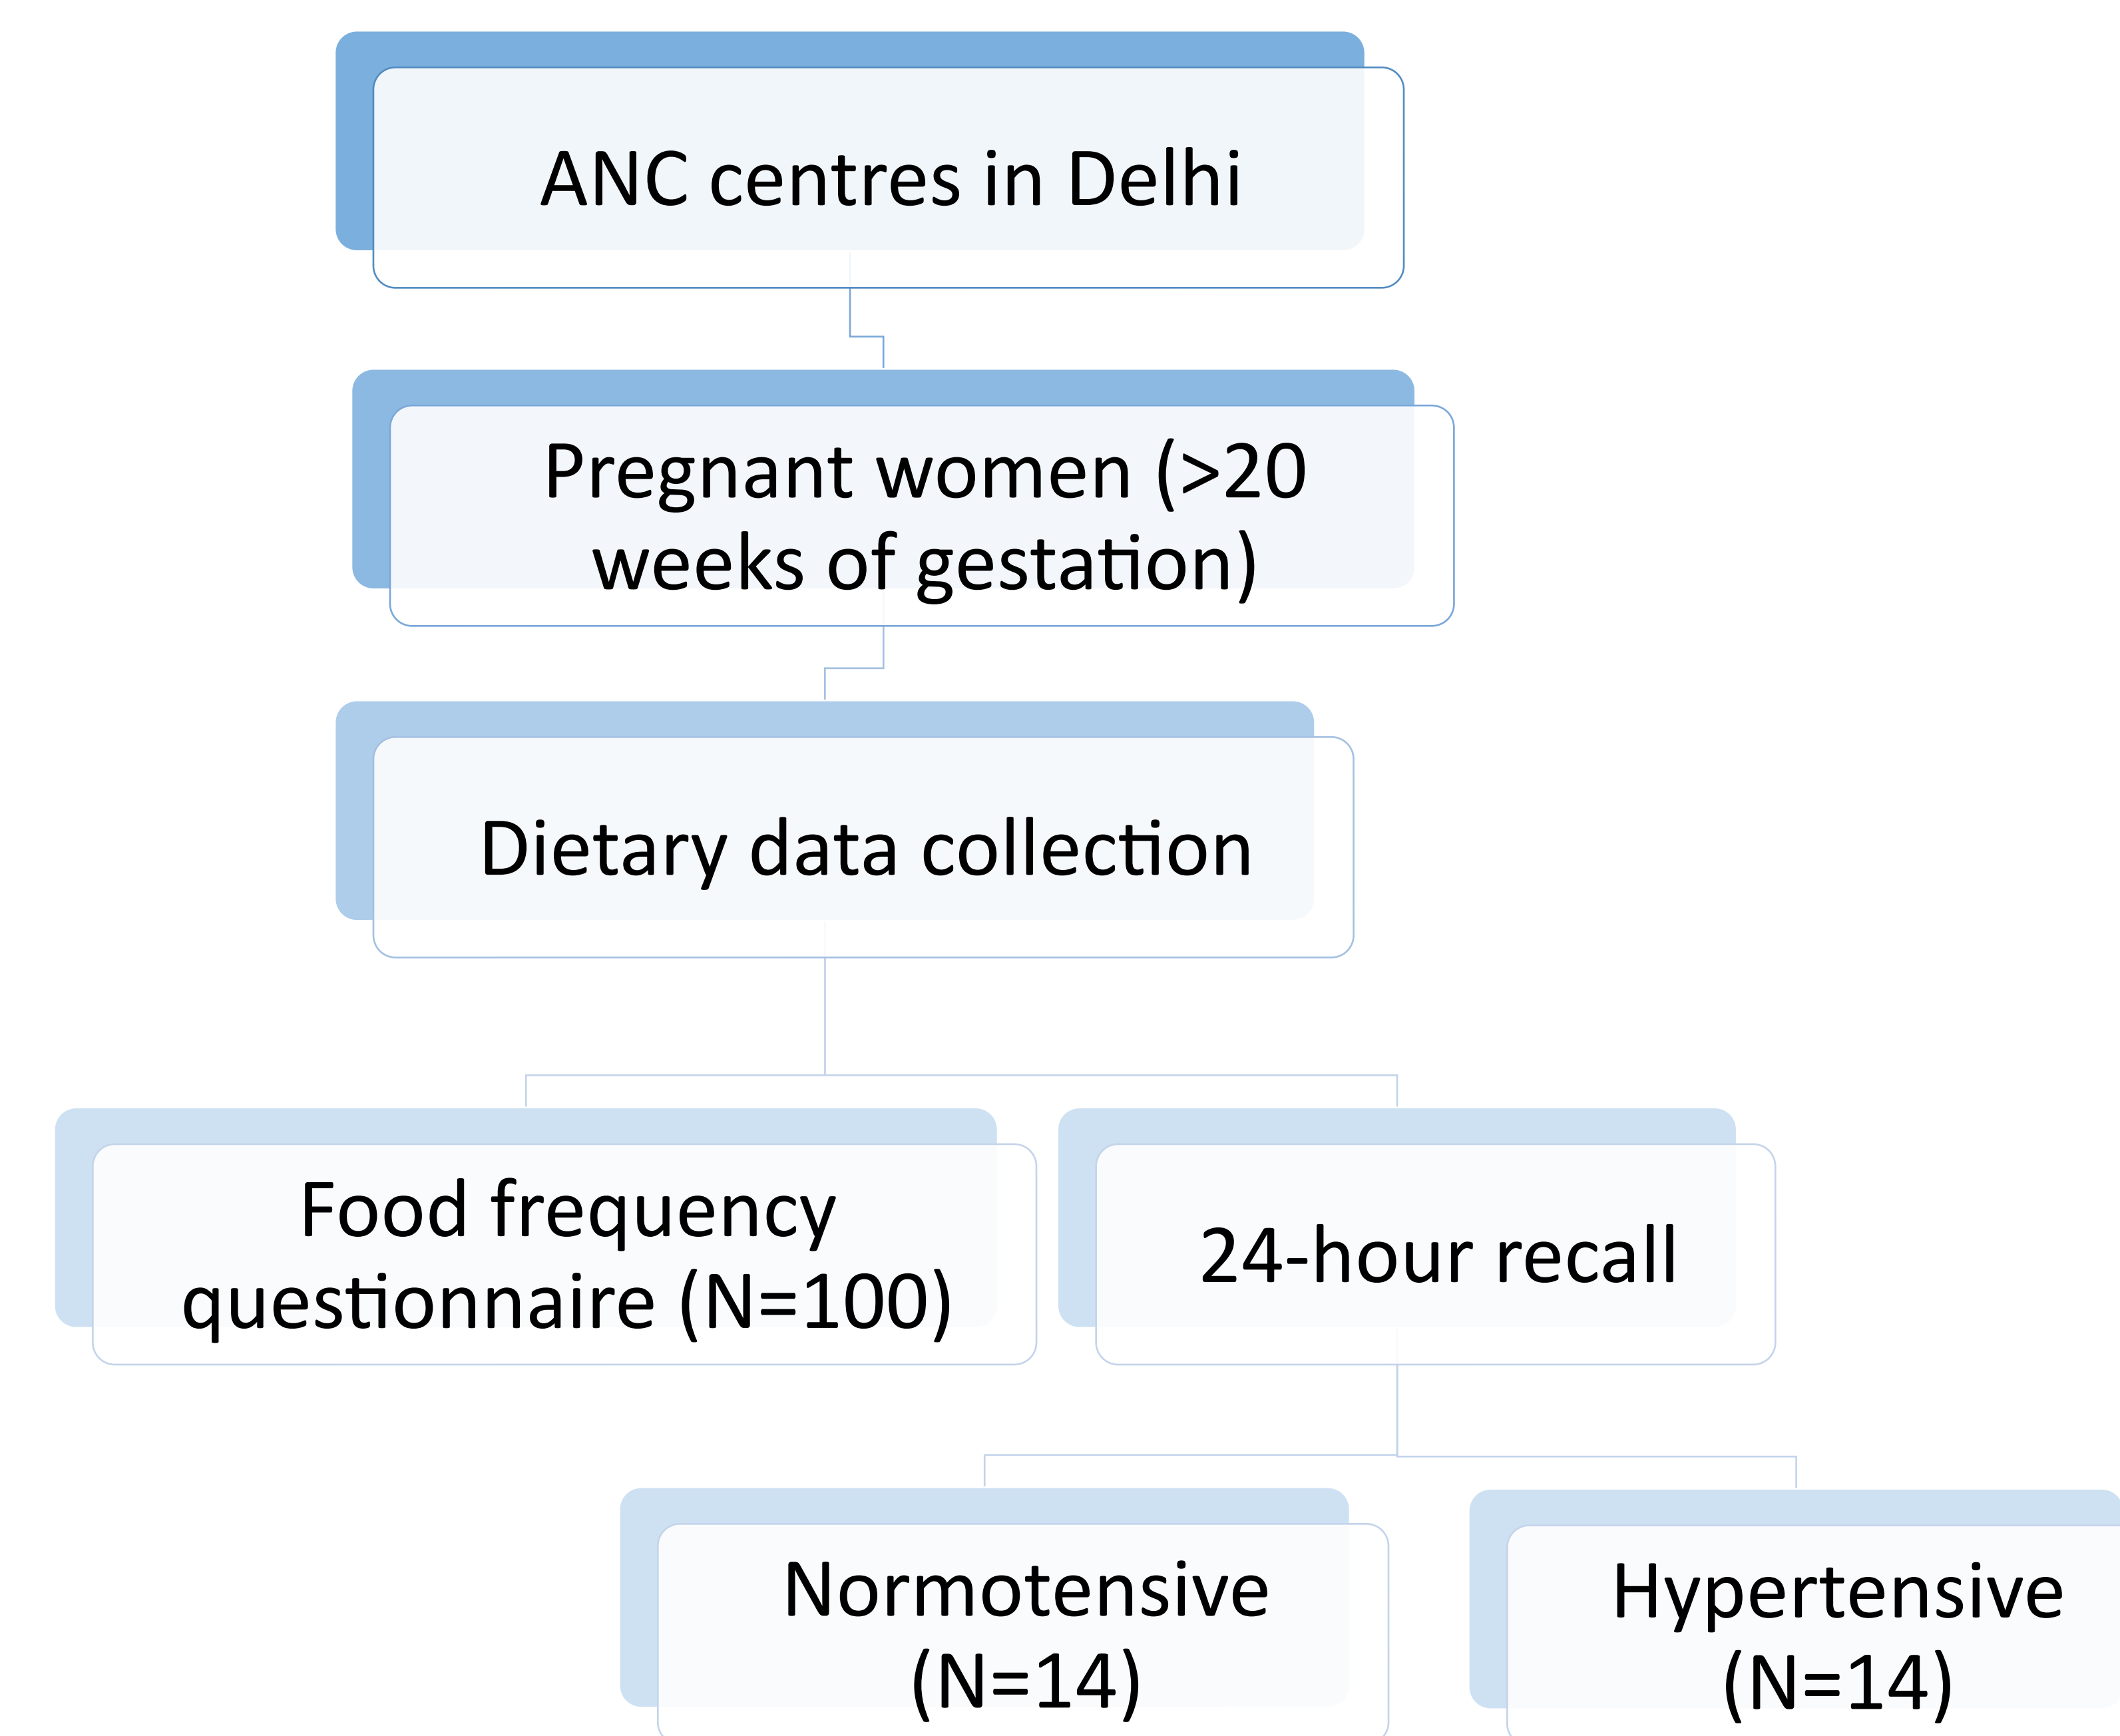 ANC centres in Delhi
Pregnant women (>20
weeks of gestation)
Dietary data collection
Food frequency
questionnaire (N=100)
24-hour recall
Normotensive
(N=14)
Hypertensive
(N=14)